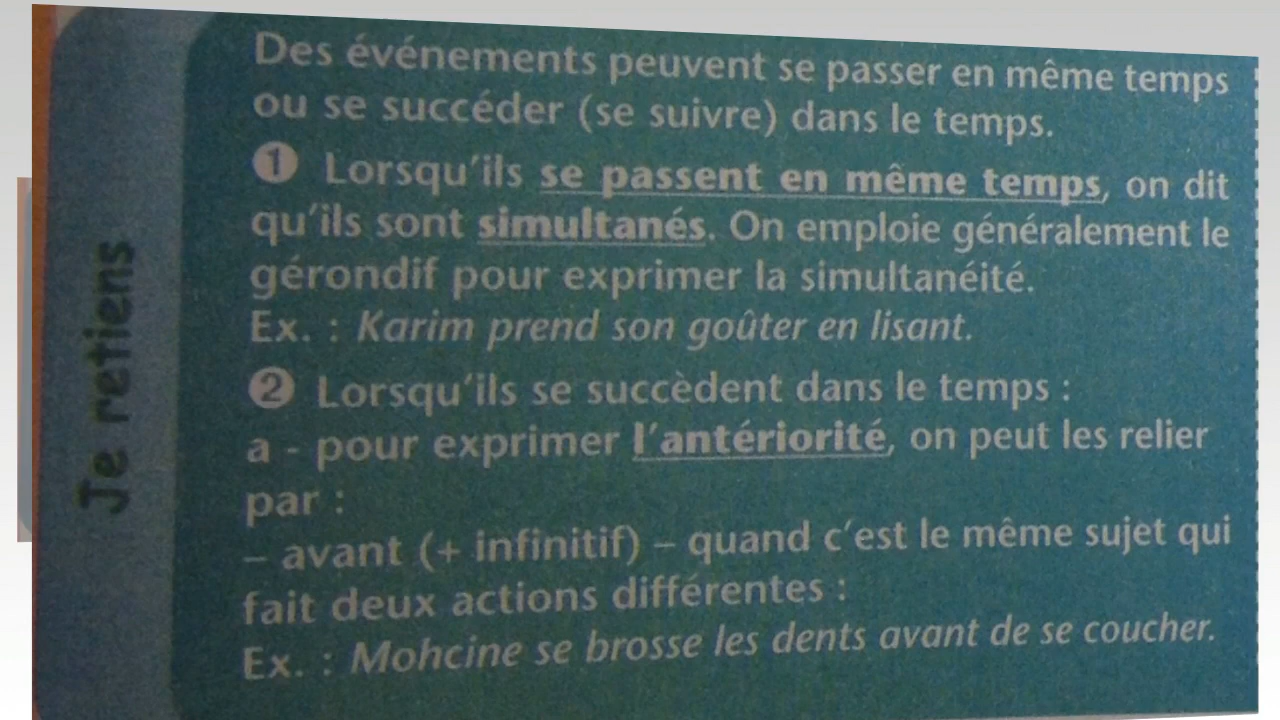 Je retiens
Des événements peuvent se passer en même temps
ou se succéder (se suivre) dans le temps.
1 Lorsqu'ils se passent en même temps, on dit
qu'ils sont simultanés. On emploie généralement le
gérondif pour exprimer la simultanéité.
Ex. : Karim prend son goûter en lisant.
2 Lorsqu'ils se succèdent dans le temps :
a - pour exprimer l'antériorité, on peut les relier
par :
– avant (+ infinitif) – quand c'est le même sujet qui
fait deux actions différentes :
Ex. : Mohcine se brosse les dents avant de se coucher.